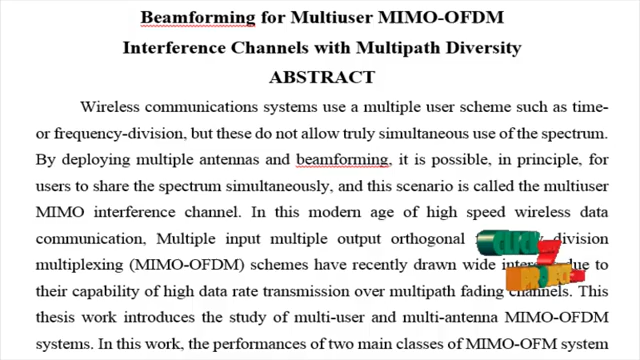 Beamforming for Multiuser MIMO-OFDM
Interference Channels with Multipath Diversity
ABSTRACT
Wireless communications systems use a multiple user scheme such as time-
or frequency-division, but these do not allow truly simultaneous use of the spectrum.
By deploying multiple antennas and beamforming, it is possible, in principle, for
users to share the spectrum simultaneously, and this scenario is called the multiuser
MIMO interference channel. In this modern age of high speed wireless data
communication, Multiple input multiple output orthogonal division
multiplexing (MIMO-OFDM) schemes have recently drawn wide due to
their capability of high data rate transmission over multipath fading channels. This
thesis work introduces the study of multi-user and multi-antenna MIMO-OFDM
systems. In this work, the performances of two main classes of MIMO-OFM system